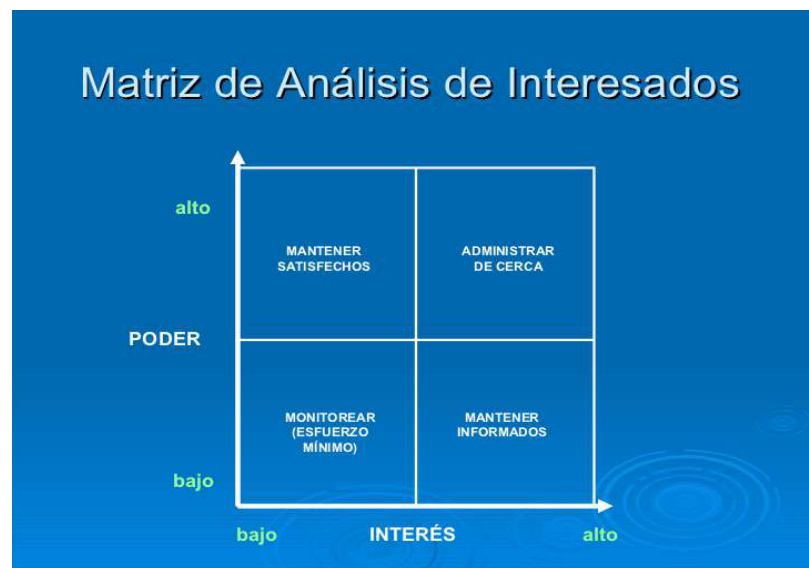 Matriz de Análisis de Interesados
alto
MANTENER
SATISFECHOS
ADMINISTRAR
DE CERCA
PODER
MONITOREAR
(ESFUERZO
MÍNIMO)
MANTENER
INFORMADOS
bajo
bajo
INTERÉS
alto